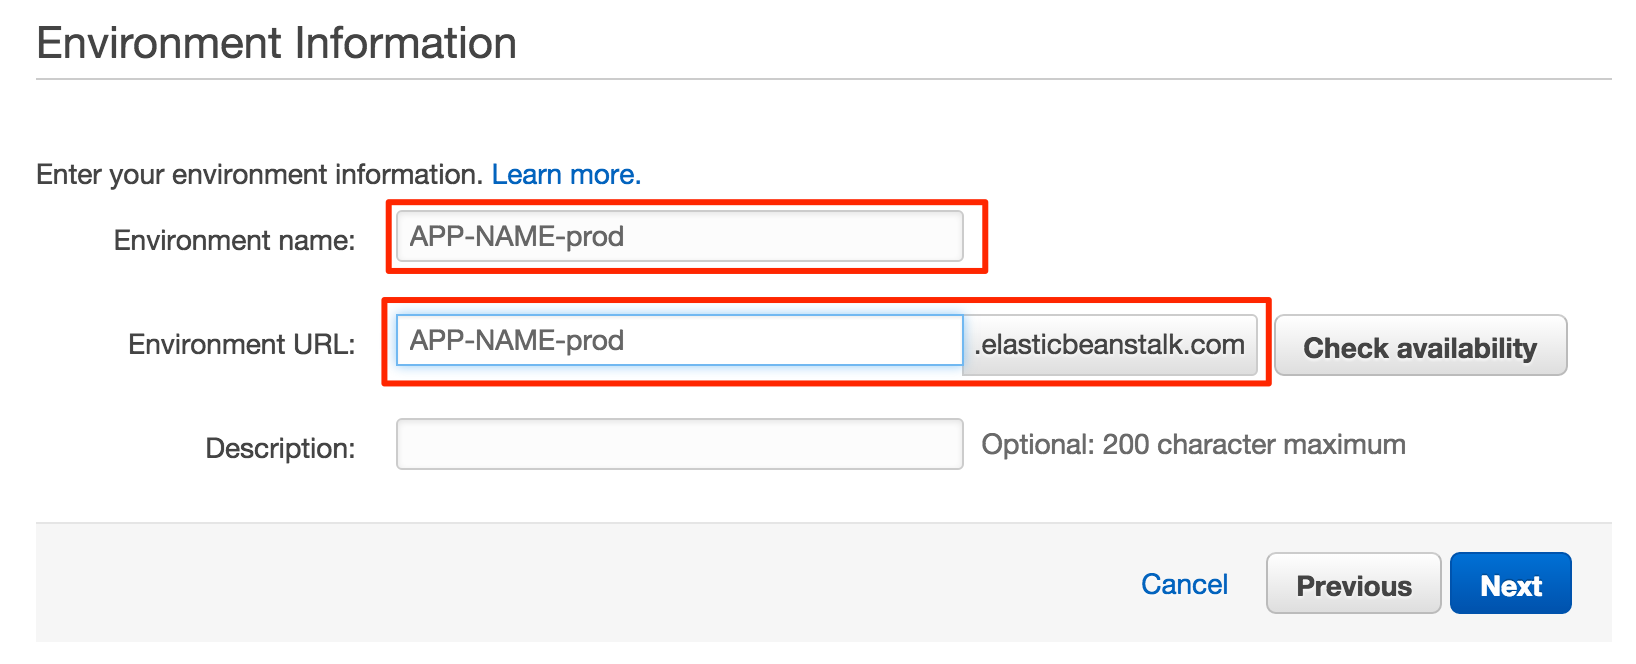 Environment Information
Enter your environment information. Learn more.
Environment name: APP-NAME-prod
Environment URL: APP-NAME-prod .elasticbeanstalk.com Check availability
Description: Optional: 200 character maximum
Cancel Previous Next